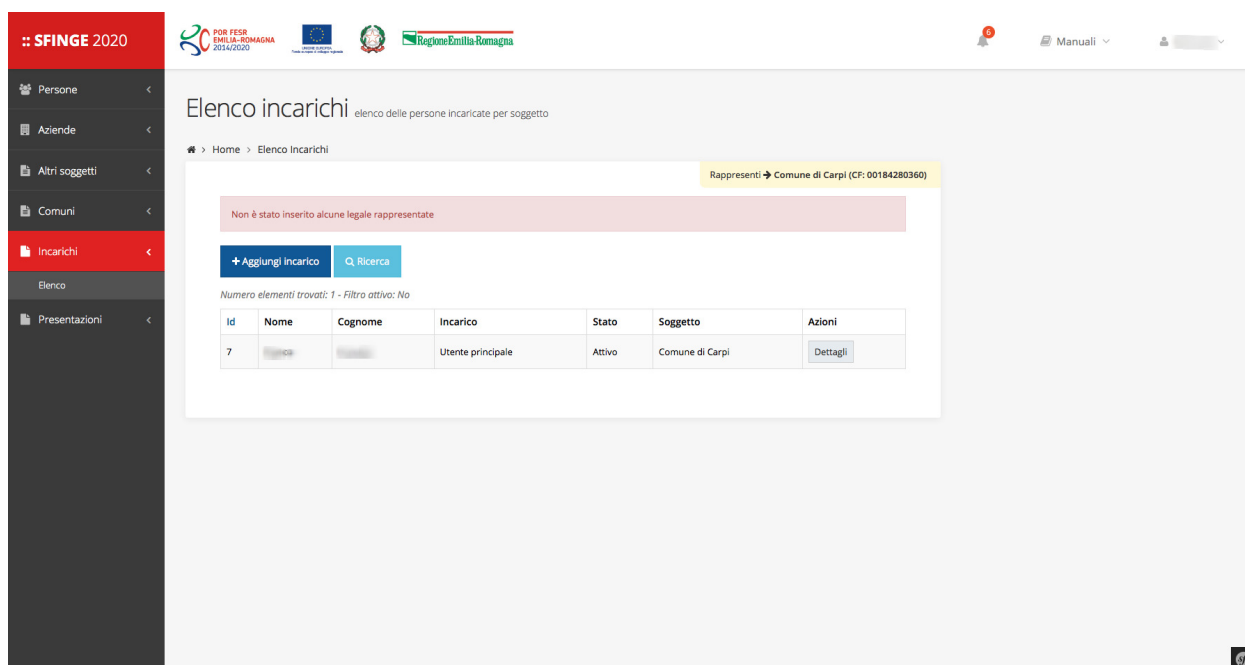 :: SFINGE 2020
POR FESR
EMILIA-ROMAGNA
2014/2020
UNIONE EUROPEA
RegioneEmilia-Romagna
6
Manuali
Persone
Aziende
Altri soggetti
Comuni
Incarichi
Elenco
Presentazioni
Elenco incarichi elenco delle persone incaricate per soggetto
Home > Elenco Incarichi
Rappresenti → Comune di Carpi (CF: 00184280360)
Non è stato inserito alcune legale rappresentate
+ Aggiungi incarico Ricerca
Numero elementi trovati: 1 - Filtro attivo: No
Id Nome Cognome Incarico Stato Soggetto Azioni
7 Utente principale Attivo Comune di Carpi Dettagli